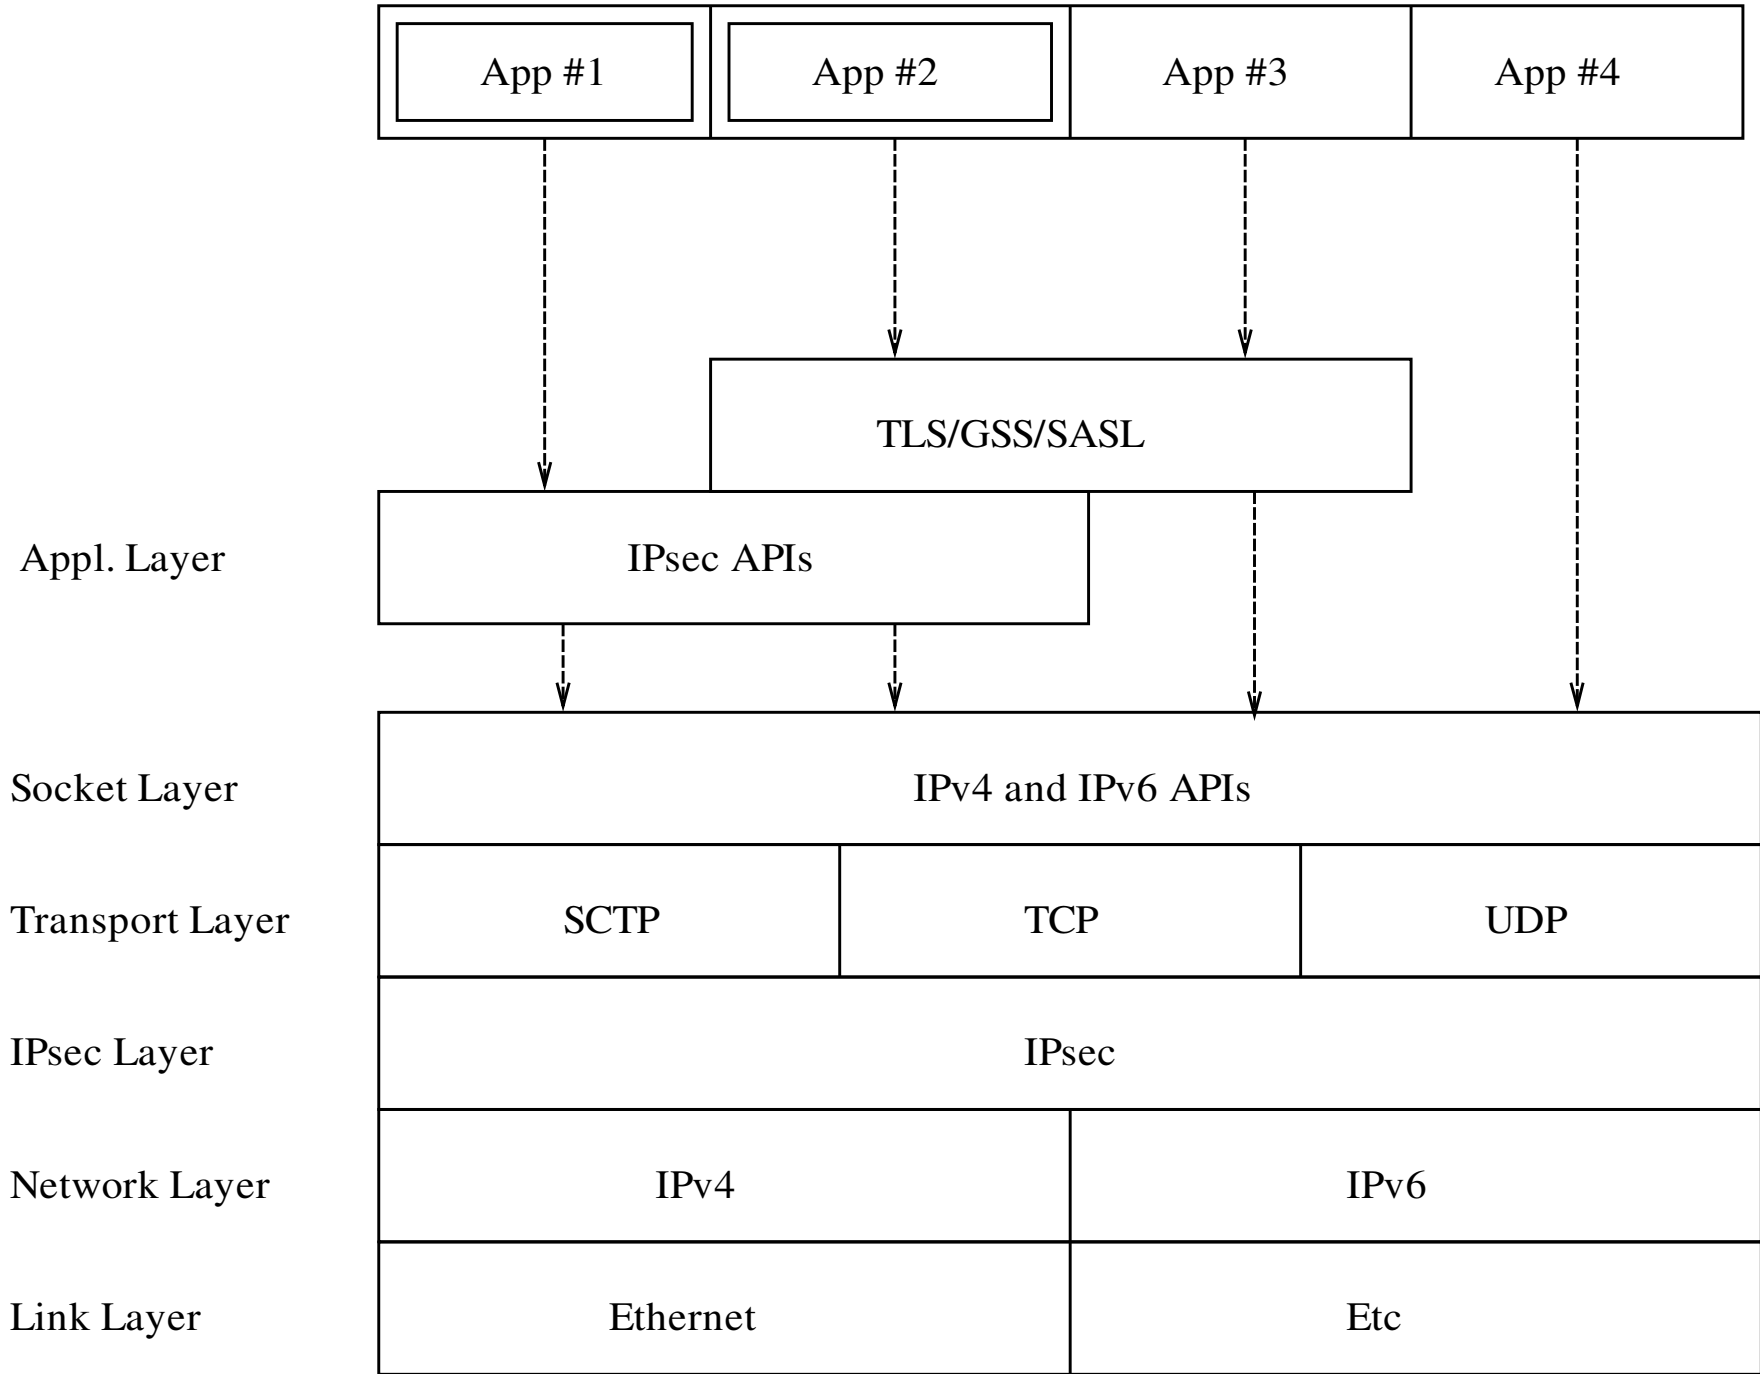 App #1 App #2 App #3 App #4
TLS/GSS/SASL
Appl. Layer IPsec APIs
Socket Layer IPv4 and IPv6 APIs
Transport Layer SCTP TCP UDP
IPsec Layer IPsec
Network Layer IPv4 IPv6
Link Layer Ethernet Etc